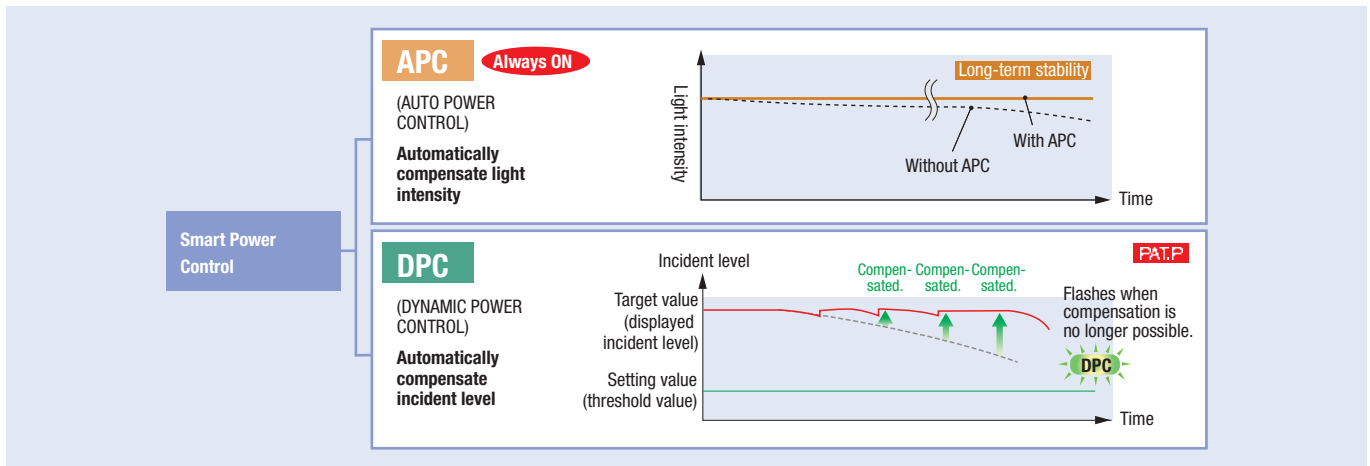 Smart Power
Control
APC
Always ON
(AUTO POWER
CONTROL)
Automatically
compensate light
intensity
Light intensity
Long-term stability
With APC
Without APC
Time
DPC
(DYNAMIC POWER
CONTROL)
Automatically
compensate
incident level
PAT.P
Incident level
Target value
(displayed
incident level)
Setting value
(threshold value)
Compen-
sated.
Compen-
sated.
Compen-
sated.
Flashes when
compensation is
no longer possible.
DPC
Time